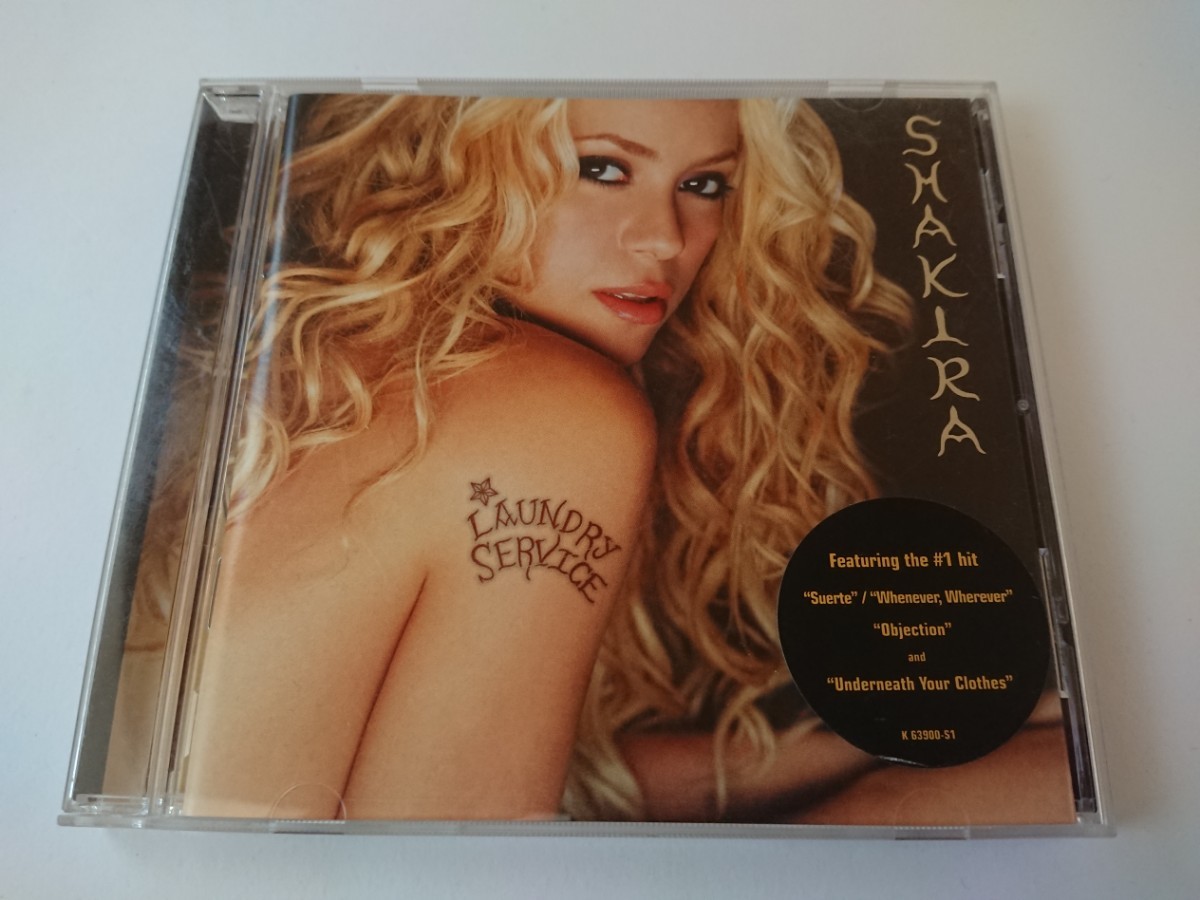 SHAKIRA
LAUNDRY
SERVICE
Featuring the #1 hit
“Suerte” / “Whenever, Wherever”
“Objection”
and
“Underneath Your Clothes”
K 63900-S1